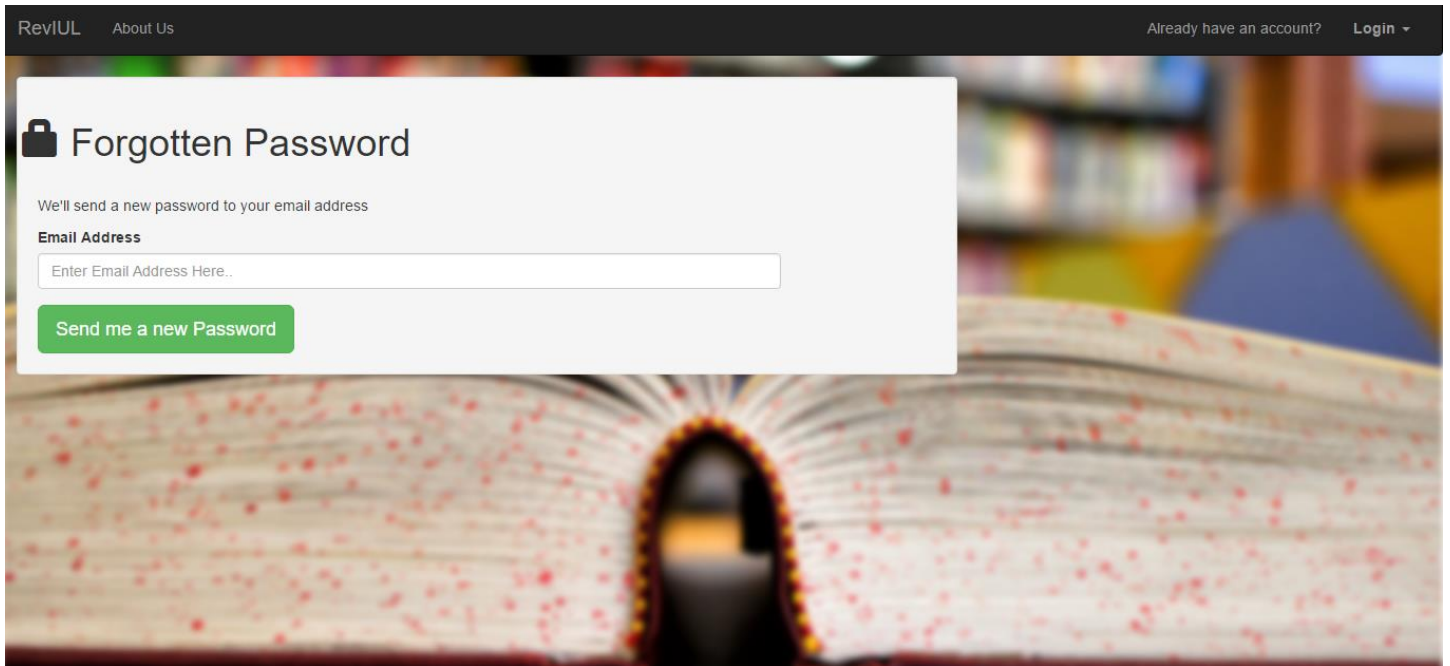 RevIUL About Us Already have an account? Login
Forgotten Password
We'll send a new password to your email address
Email Address
Enter Email Address Here..
Send me a new Password